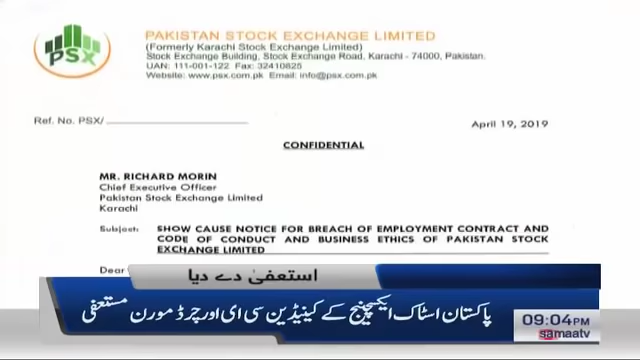 PSX
PAKISTAN STOCK EXCHANGE LIMITED
(Formerly Karachi Stock Exchange Limited)
Stock Exchange Building, Stock Exchange Road, Karachi - 74000, Pakistan.
UAN: 111-001-122 Fax: 32410825
Website: www.psx.com.pk Email: info@psx.com.pk
Ref. No. PSX/
April 19, 2019
CONFIDENTIAL
MR. RICHARD MORIN
Chief Executive Officer
Pakistan Stock Exchange Limited
Karachi
Subject: SHOW CAUSE NOTICE FOR BREACH OF EMPLOYMENT CONTRACT AND
CODE OF CONDUCT AND BUSINESS ETHICS OF PAKISTAN STOCK
EXCHANGE LIMITED
Dear
استعفیٰ دے دیا
پاکستان اسٹاک ایکسچینج کے کینیڈین سی ای او رچرڈ مورن مستعفی
09:04PM
samaatv